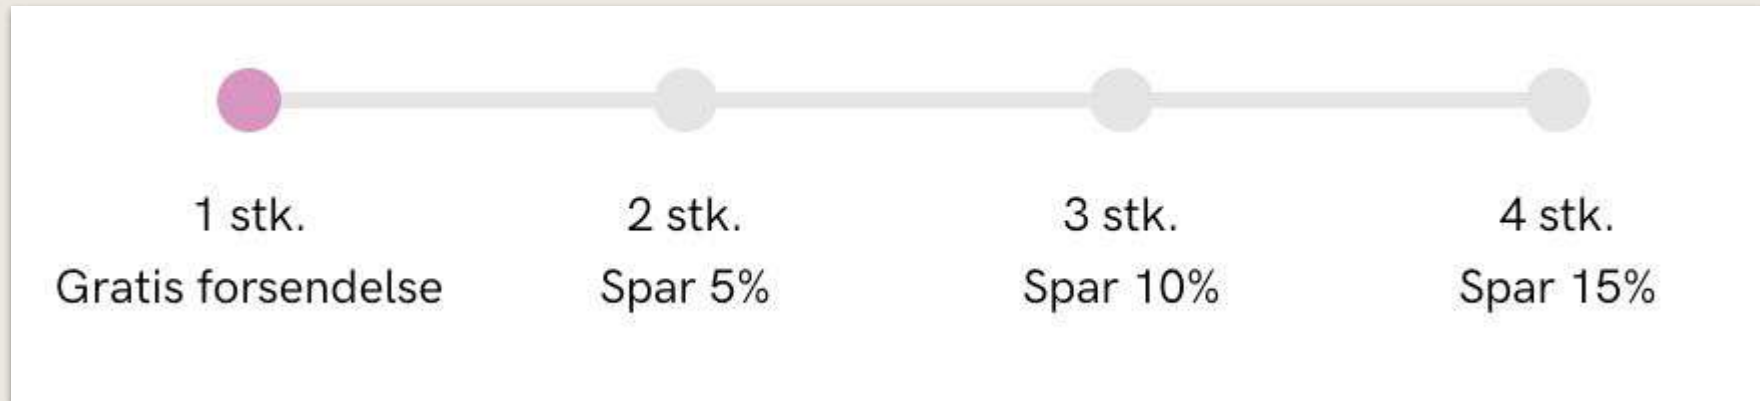 1 stk.
Gratis forsendelse
2 stk.
Spar 5%
3 stk.
Spar 10%
4 stk.
Spar 15%